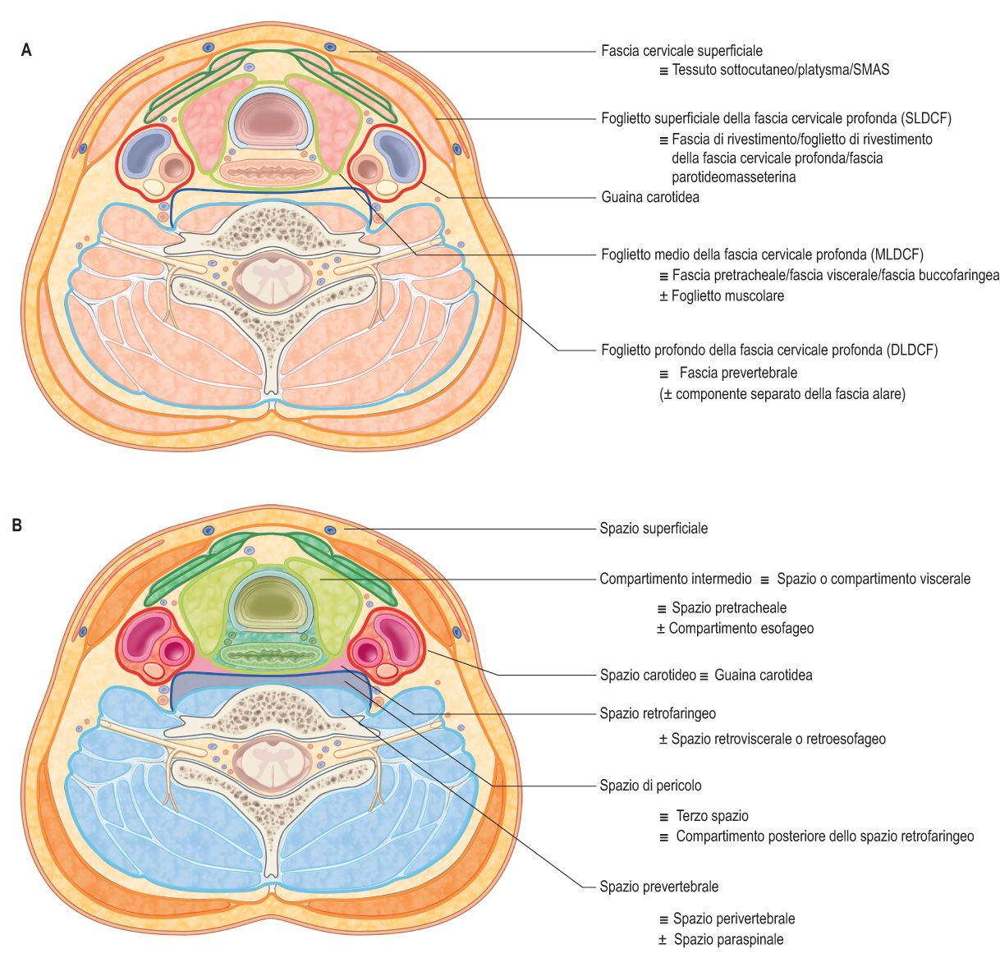 A
Fascia cervicale superficiale
≡ Tessuto sottocutaneo/platysma/SMAS
Foglietto superficiale della fascia cervicale profonda (SLDCF)
≡ Fascia di rivestimento/foglietto di rivestimento
della fascia cervicale profonda/fascia
parotideomasseterina
Guaina carotidea
Foglietto medio della fascia cervicale profonda (MLDCF)
≡ Fascia pretracheale/fascia viscerale/fascia buccofaringea
± Foglietto muscolare
Foglietto profondo della fascia cervicale profonda (DLDCF)
≡ Fascia prevertebrale
(± componente separato della fascia alare)
B
Spazio superficiale
Compartimento intermedio ≡ Spazio o compartimento viscerale
≡ Spazio pretracheale
± Compartimento esofageo
Spazio carotideo ≡ Guaina carotidea
Spazio retrofaringeo
± Spazio retroviscerale o retroesofageo
Spazio di pericolo
≡ Terzo spazio
≡ Compartimento posteriore dello spazio retrofaringeo
Spazio prevertebrale
≡ Spazio perivertebrale
± Spazio paraspinale